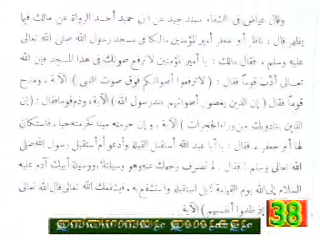 وقال عياض في الشفاء بسند جيد عن ابن حميد أحد الرواة عن مالك فيما
يظهر قال : ناظر أبو جعفر أمير المؤمنين مالكا في مسجد رسول الله صلى الله تعالى
عليه وسلم ، فقال مالك : يا أمير المؤمنين لا ترفع صوتك في هذا المسجد فإن الله
تعالى أدب قوماً فقال ( لا ترفعوا أصواتكم فوق صوت النبي ) الآية ، ومدح
قوماً فقال ( إن الذين يغضون أصواتهم عند رسول الله ) الآية ، وذم قوما فقال : ( إن
الذين ينادونك من وراء الحجرات ) الآية ، وإن حرمته ميتا كحرمته حيا ، فاستكان
لها أبو جعفر ، فقال : يا أبا عبد الله أستقبل القبلة وأدعو أم أستقبل رسول الله صلى
الله تعالى وسلم ؟ فقال . لم تصرف وجهك عنه وهو وسيلتك ووسيلة أبيك آدم عليه
السلام إلى الله يوم القيامة ؟ بل استقبله واستشفع به ، فيشفعك الله تعالى قال الله تعالى
إذ ظلموا أنفسهم ) الآية
38